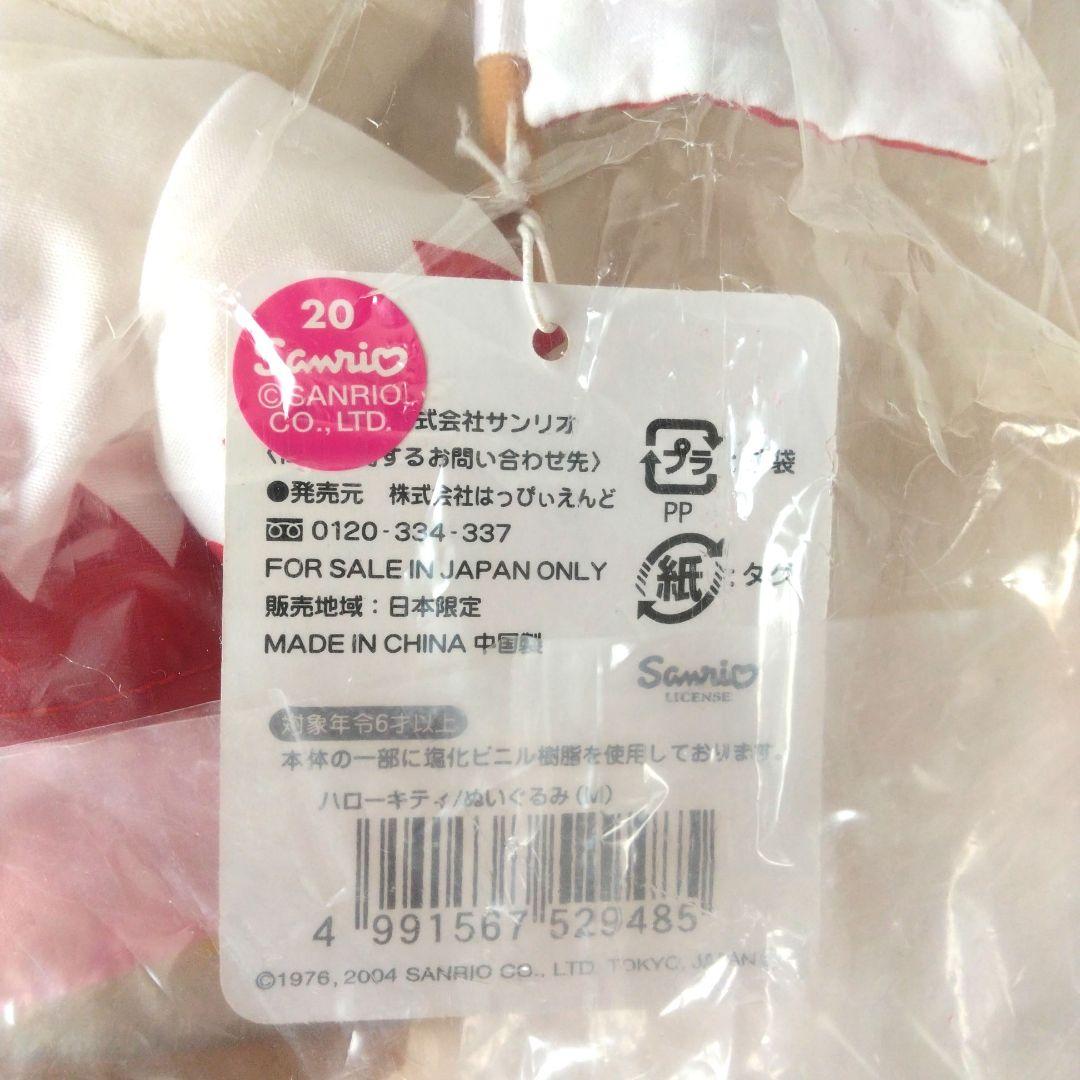 20
Sanrio
©SANRIO
CO., LTD.
式会社サンリオ
するお問い合わせ先〉
●発売元 株式会社はっぴぃえんど
0120-334-337
FOR SALE IN JAPAN ONLY
販売地域：日本限定
MADE IN CHINA 中国製
プラ
袋
PP
紙 : タグ
Sanrio
LICENSE
対象年令6才以上
本体の一部に塩化ビニル樹脂を使用しております。
ハローキティ/ぬいぐるみ(M)
4 991567 529485
©1976, 2004 SANRIO CO., LTD. TOKYO, JAPAN